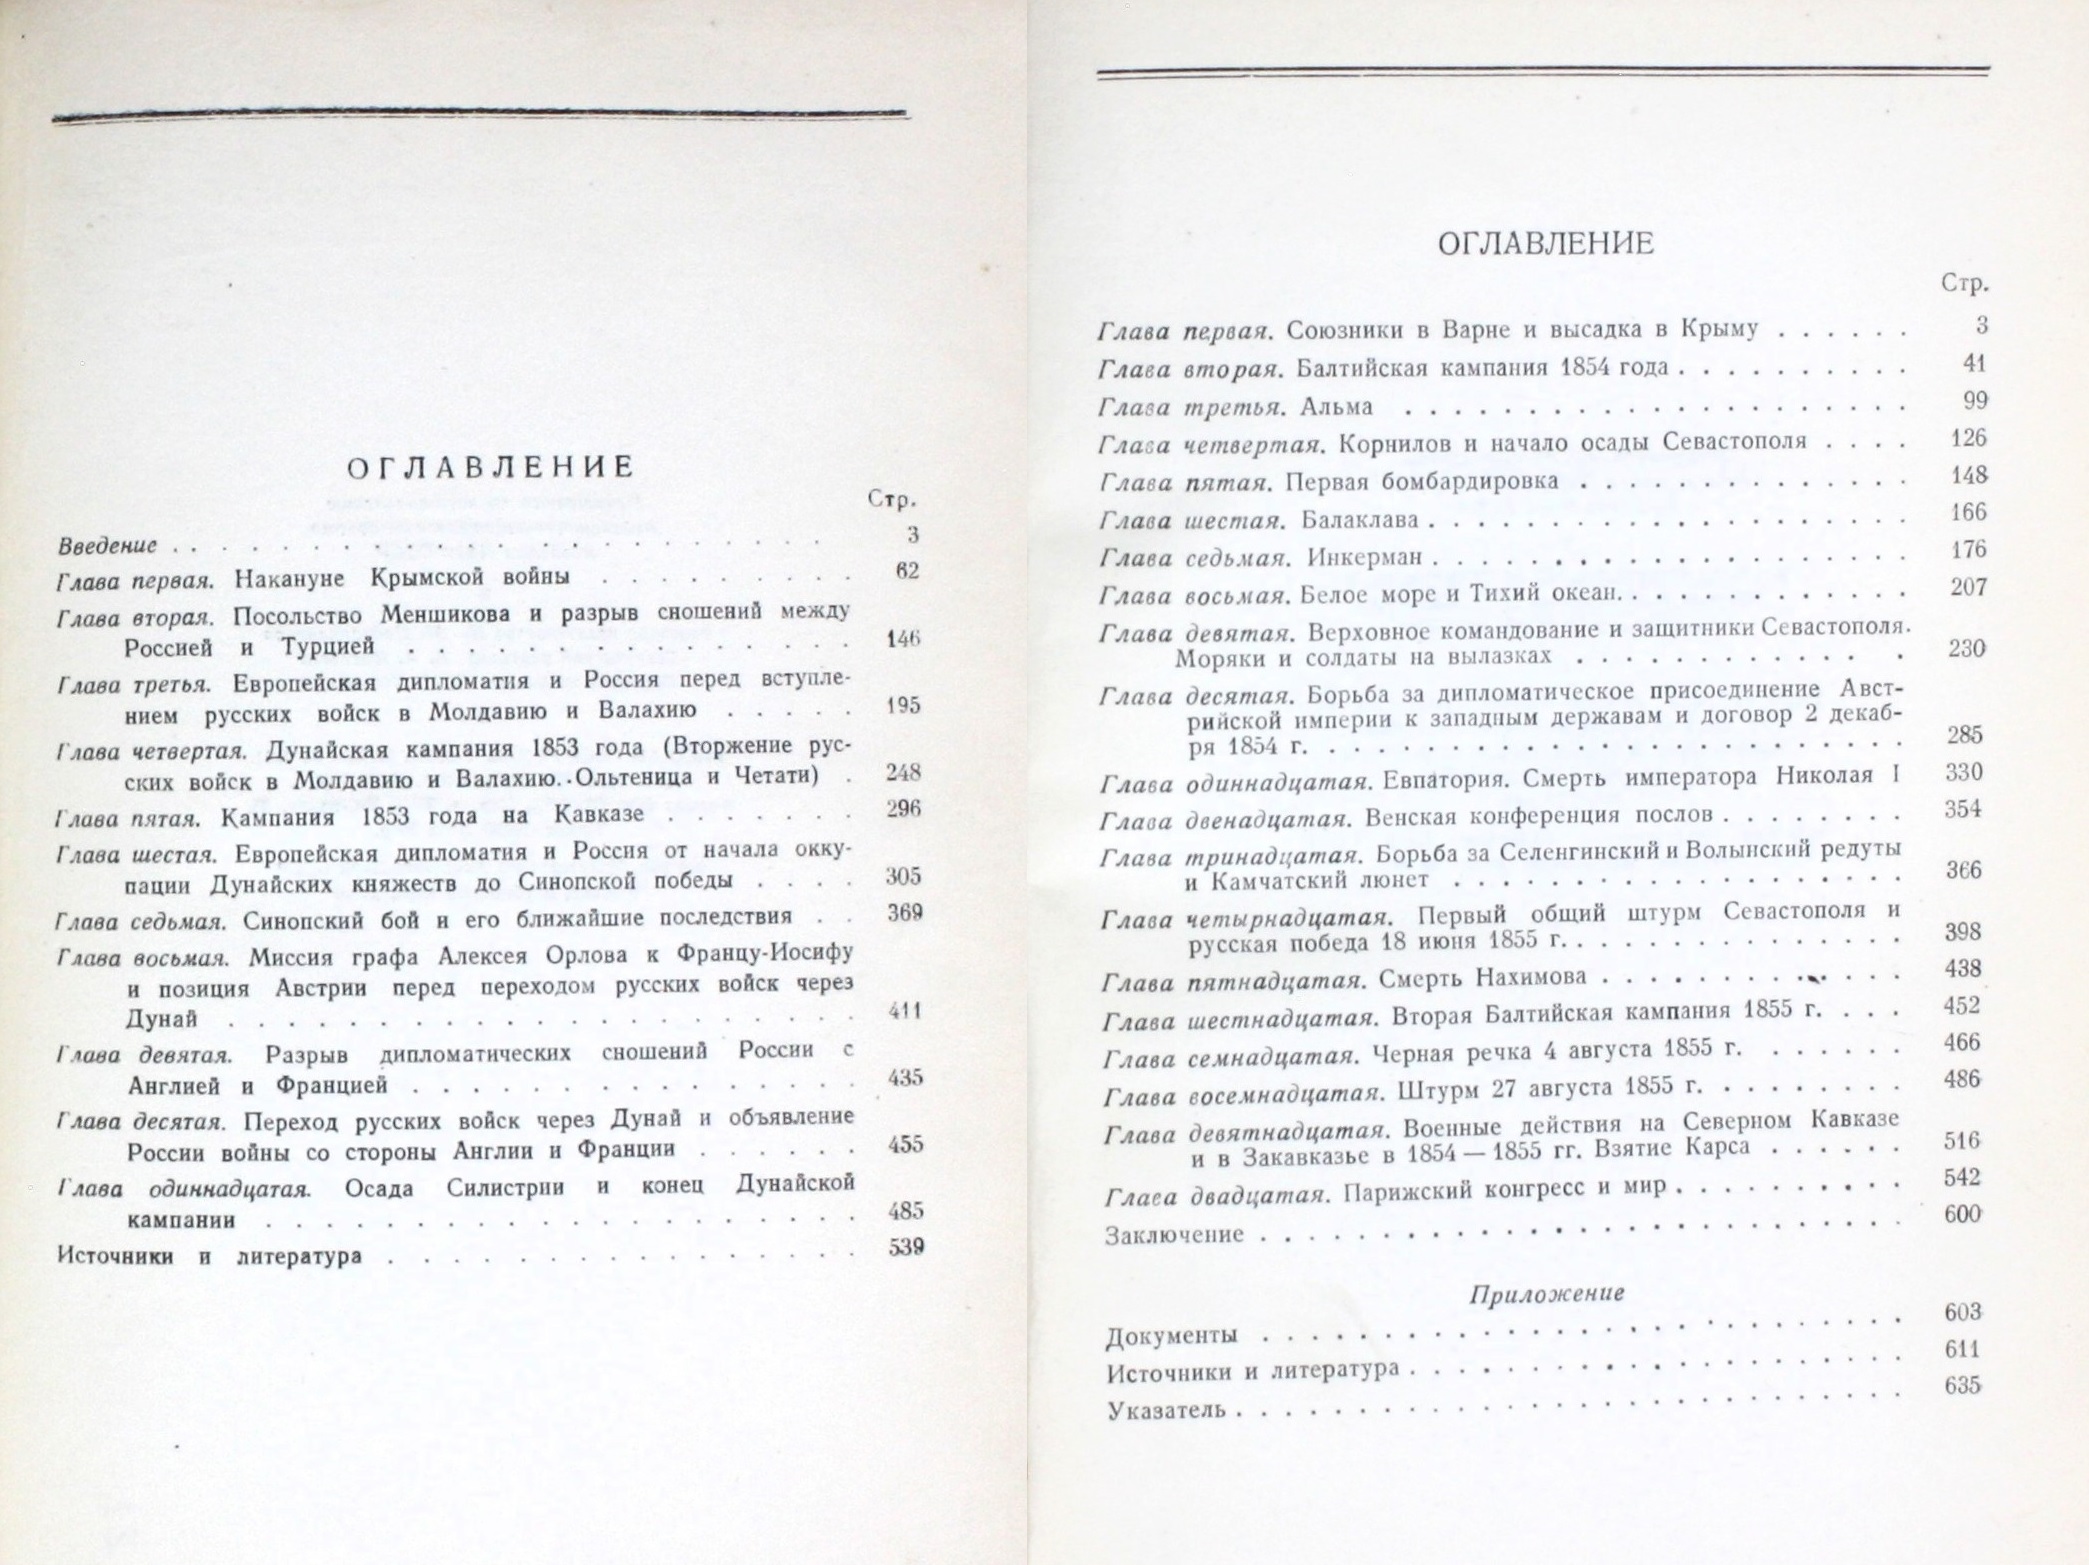 ОГЛАВЛЕНИЕ
Стр.
Введение . . . . . . . . . . . . . . . . . . 3
Глава первая. Накануне Крымской войны . . . . . . . . . 62
Глава вторая. Посольство Меншикова и разрыв сношений между
Россией и Турцией . . . . . . . . . . . . . . 146
Глава третья. Европейская дипломатия и Россия перед вступле-
нием русских войск в Молдавию и Валахию . . . . . 195
Глава четвертая. Дунайская кампания 1853 года (Вторжение рус-
ских войск в Молдавию и Валахию. Ольтеница и Четати) . 248
Глава пятая. Кампания 1853 года на Кавказе . . . . . . . 296
Глава шестая. Европейская дипломатия и Россия от начала окку-
пации Дунайских княжеств до Синопской победы . . . . 305
Глава седьмая. Синопский бой и его ближайшие последствия . . 369
Глава восьмая. Миссия графа Алексея Орлова к Францу-Иосифу
и позиция Австрии перед переходом русских войск через
Дунай . . . . . . . . . . . . . . . . . . . 411
Глава девятая. Разрыв дипломатических сношений России с
Англией и Францией . . . . . . . . . . . . . . 435
Глава десятая. Переход русских войск через Дунай и объявление
России войны со стороны Англии и Франции . . . . . . 455
Глава одиннадцатая. Осада Силистрии и конец Дунайской
кампании . . . . . . . . . . . . . . . . . . 485
Источники и литература . . . . . . . . . . . . . . . 539
ОГЛАВЛЕНИЕ
Стр.
Глава первая. Союзники в Варне и высадка в Крыму . . . . . . 3
Глава вторая. Балтийская кампания 1854 года . . . . . . . . . . 41
Глава третья. Альма . . . . . . . . . . . . . . . . . . 99
Глава четвертая. Корнилов и начало осады Севастополя . . . . 126
Глава пятая. Первая бомбардировка . . . . . . . . . . . . . 148
Глава шестая. Балаклава . . . . . . . . . . . . . . . . . . 166
Глава седьмая. Инкерман . . . . . . . . . . . . . . . . . . 176
Глава восьмая. Белое море и Тихий океан. . . . . . . . . . . . 207
Глава девятая. Верховное командование и защитники Севастополя.
Моряки и солдаты на вылазках . . . . . . . . . . . . . 230
Глава десятая. Борьба за дипломатическое присоединение Авст-
рийской империи к западным державам и договор 2 декаб-
ря 1854 г. . . . . . . . . . . . . . . . . . . . . . . 285
Глава одиннадцатая. Евпатория. Смерть императора Николая I 330
Глава двенадцатая. Венская конференция послов . . . . . . . . 354
Глава тринадцатая. Борьба за Селенгинский и Волынский редуты
и Камчатский люнет . . . . . . . . . . . . . . . . . 366
Глава четырнадцатая. Первый общий штурм Севастополя и
русская победа 18 июня 1855 г. . . . . . . . . . . . . . 398
Глава пятнадцатая. Смерть Нахимова . . . . . . . . . . . . 438
Глава шестнадцатая. Вторая Балтийская кампания 1855 г. . . . 452
Глава семнадцатая. Черная речка 4 августа 1855 г. . . . . . . 466
Глава восемнадцатая. Штурм 27 августа 1855 г. . . . . . . . . 486
Глава девятнадцатая. Военные действия на Северном Кавказе
и в Закавказье в 1854 — 1855 гг. Взятие Карса . . . . . . 516
Глава двадцатая. Парижский конгресс и мир . . . . . . . . . . 542
Заключение . . . . . . . . . . . . . . . . . . . . . . 600
Приложение
Документы . . . . . . . . . . . . . . . . . . . . . . 603
Источники и литература . . . . . . . . . . . . . . . . . 611
Указатель . . . . . . . . . . . . . . . . . . . . . . . 635